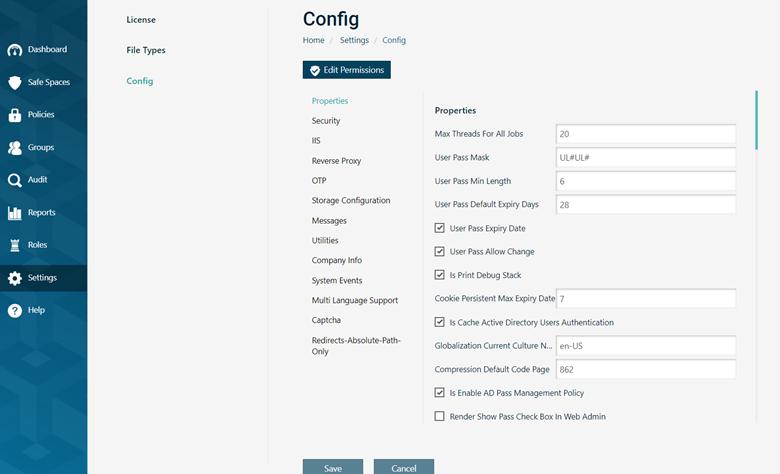 Dashboard
Safe Spaces
Policies
Groups
Audit
Reports
Roles
Settings
Help
License
File Types
Config
Config
Home / Settings / Config
Edit Permissions
Properties
Security
IIS
Reverse Proxy
OTP
Storage Configuration
Messages
Utilities
Company Info
System Events
Multi Language Support
Captcha
Redirects-Absolute-Path-
Only
Properties
Max Threads For All Jobs 20
User Pass Mask UL#UL#
User Pass Min Length 6
User Pass Default Expiry Days 28
User Pass Expiry Date
User Pass Allow Change
Is Print Debug Stack
Cookie Persistent Max Expiry Date 7
Is Cache Active Directory Users Authentication
Globalization Current Culture N... en-US
Compression Default Code Page 862
Is Enable AD Pass Management Policy
Render Show Pass Check Box In Web Admin
Save Cancel